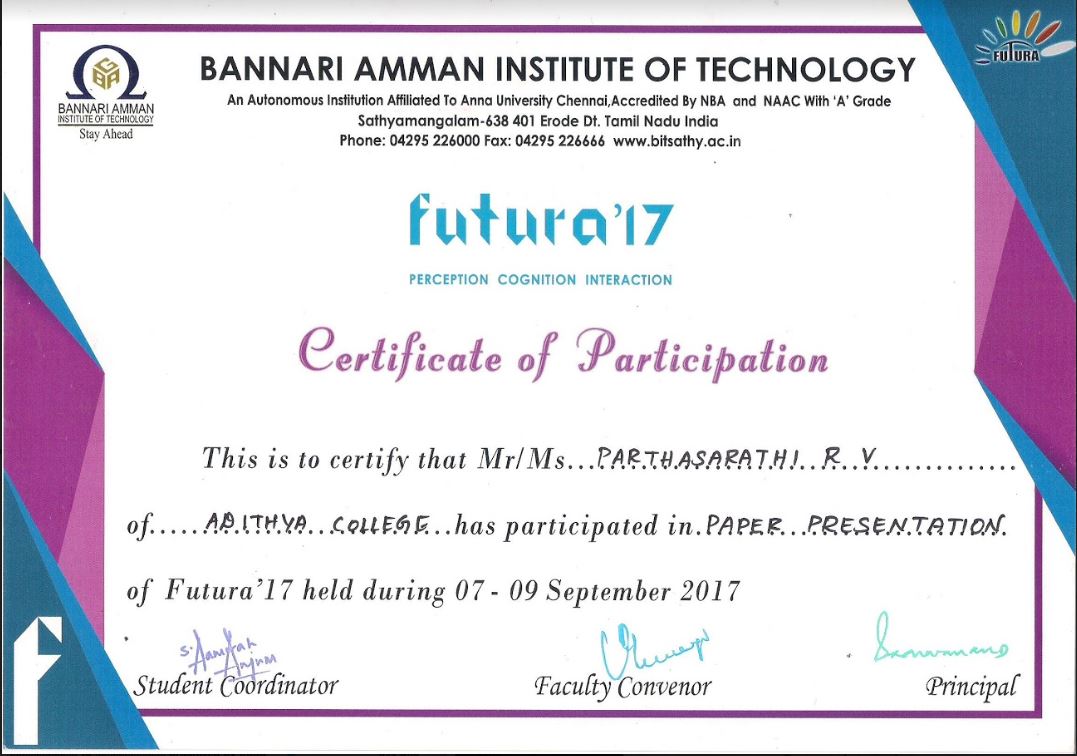 BANNARI AMMAN INSTITUTE OF TECHNOLOGY
An Autonomous Institution Affiliated To Anna University Chennai,Accredited By NBA and NAAC With 'A' Grade
Sathyamangalam-638 401 Erode Dt. Tamil Nadu India
Phone: 04295 226000 Fax: 04295 226666 www.bitsathy.ac.in
BANNARI AMMAN
INSTITUTE OF TECHNOLOGY
Stay Ahead
FUTURA
futura'17
PERCEPTION COGNITION INTERACTION
Certificate of Participation
This is to certify that Mr/Ms...PARTHASARATHI R V
of.....ADITHYA COLLEGE...has participated in.PAPER PRESENTATION.
of Futura'17 held during 07 - 09 September 2017
Student Coordinator Faculty Convenor Principal